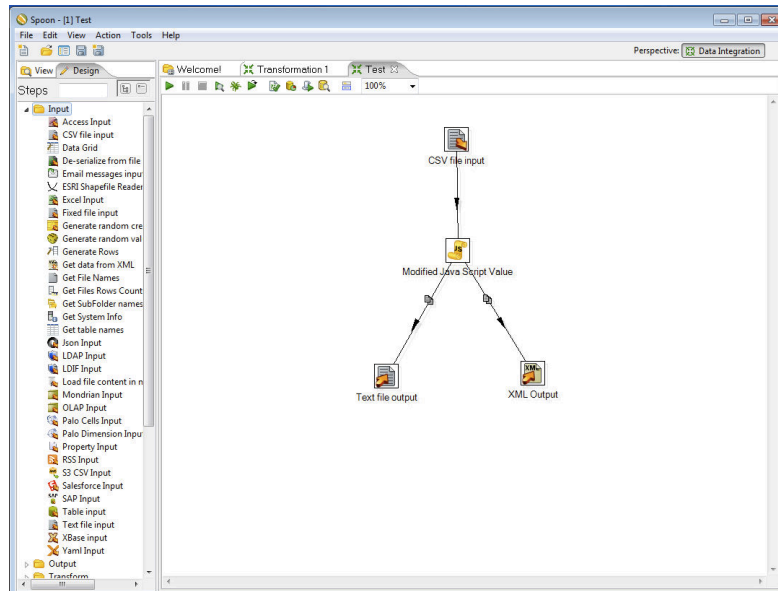 Spoon - [1] Test
File Edit View Action Tools Help
Perspective: Data Integration
View Design
Welcome! Transformation 1 Test
Steps
100%
Input
Access Input
CSV file input
Data Grid
De-serialize from file
Email messages inpu
ESRI Shapefile Reader
Excel Input
Fixed file input
Generate random cre
Generate random val
Generate Rows
Get data from XML
Get File Names
Get Files Rows Count
Get SubFolder names
Get System Info
Get table names
Json Input
LDAP Input
LDIF Input
Load file content in n
Mondrian Input
OLAP Input
Palo Cells Input
Palo Dimension Inpu
Property Input
RSS Input
S3 CSV Input
Salesforce Input
SAP Input
Table input
Text file input
XBase input
Yaml Input
Output
Transform
CSV file input
JS
Modified Java Script Value
Text file output
XML
XML Output